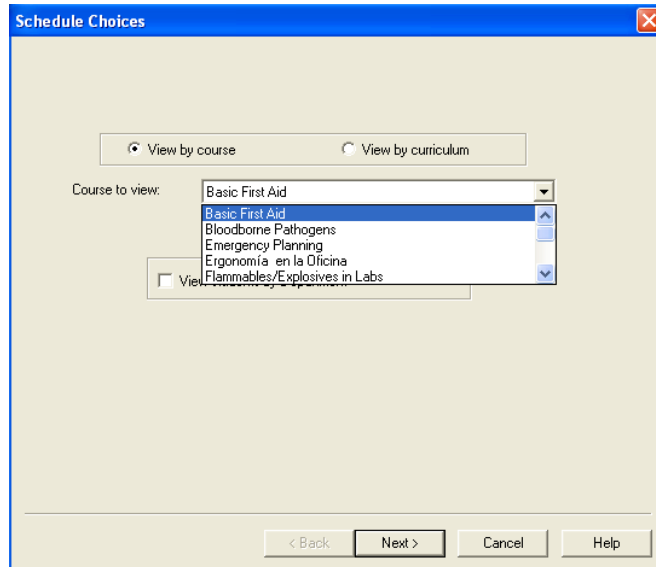 Schedule Choices
View by course View by curriculum
Course to view: Basic First Aid
Basic First Aid
Bloodborne Pathogens
Emergency Planning
Ergonomía en la Oficina
Flammables/Explosives in Labs
< Back Next > Cancel Help